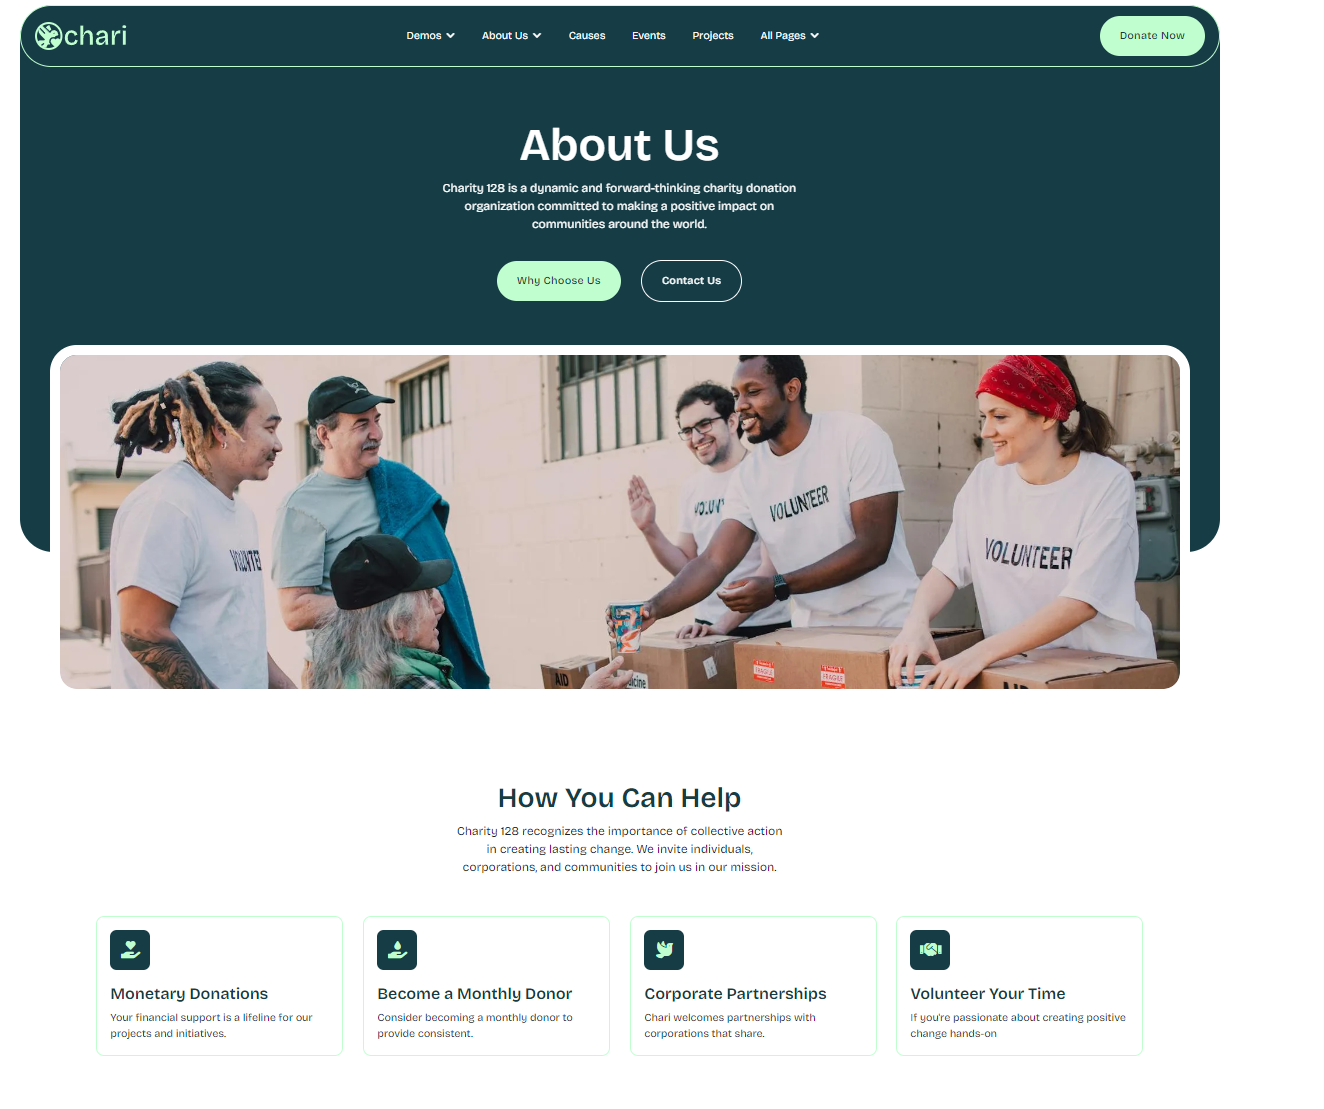 chari
Demos
About Us
Causes
Events
Projects
All Pages
Donate Now
About Us
Charity 128 is a dynamic and forward-thinking charity donation
organization committed to making a positive impact on
communities around the world.
Why Choose Us
Contact Us
VOLUNTEER
VOLUNTEER
AID
FRAGILE
FRAGILE
How You Can Help
Charity 128 recognizes the importance of collective action
in creating lasting change. We invite individuals,
corporations, and communities to join us in our mission.
Monetary Donations
Your financial support is a lifeline for our
projects and initiatives.
Become a Monthly Donor
Consider becoming a monthly donor to
provide consistent.
Corporate Partnerships
Chari welcomes partnerships with
corporations that share.
Volunteer Your Time
If you're passionate about creating positive
change hands-on